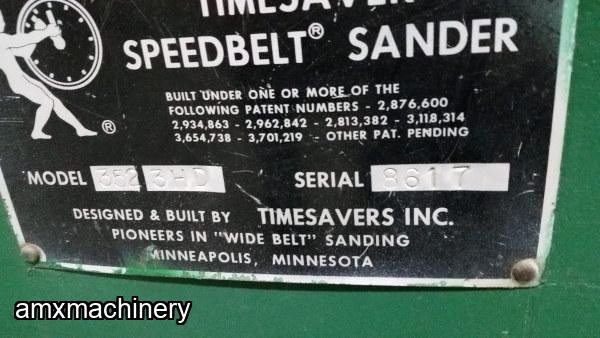 TIMESAVER
SPEEDBELT® SANDER
BUILT UNDER ONE OR MORE OF THE
FOLLOWING PATENT NUMBERS - 2,876,600
2,934,863 - 2,962,842 - 2,813,382 - 3,118,314
3,654,738 - 3,701,219 - OTHER PAT. PENDING
®
MODEL 352 3HD SERIAL 8617
DESIGNED & BUILT BY TIMESAVERS INC.
PIONEERS IN "WIDE BELT" SANDING
MINNEAPOLIS, MINNESOTA
amxmachinery